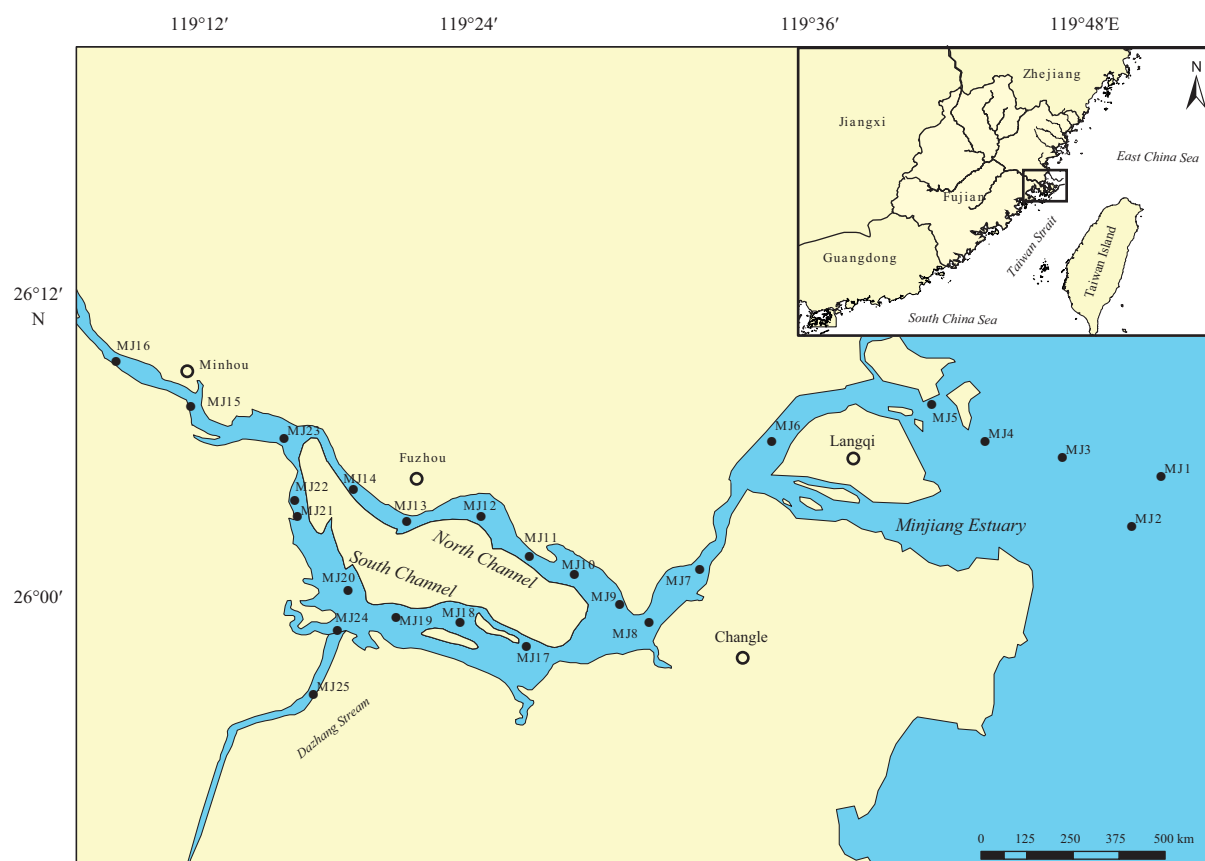 119°12′ 119°24′ 119°36′ 119°48′E
Zhejiang
N
Jiangxi
East China Sea
Fujian
Taiwan Strait
Guangdong
Taiwan Island
South China Sea
26°12′
N
MJ16
Minhou
MJ15
MJ23
MJ5
MJ6
Langqi
MJ4
MJ3
MJ1
Fuzhou
MJ14
MJ22
MJ21
MJ13
MJ12
MJ2
Minjiang Estuary
MJ11
North Channel
MJ10
South Channel
MJ7
26°00′
MJ20
MJ9
MJ18
MJ19
MJ24
MJ8
Changle
MJ17
MJ25
Dazhang Stream
0 125 250 375 500 km